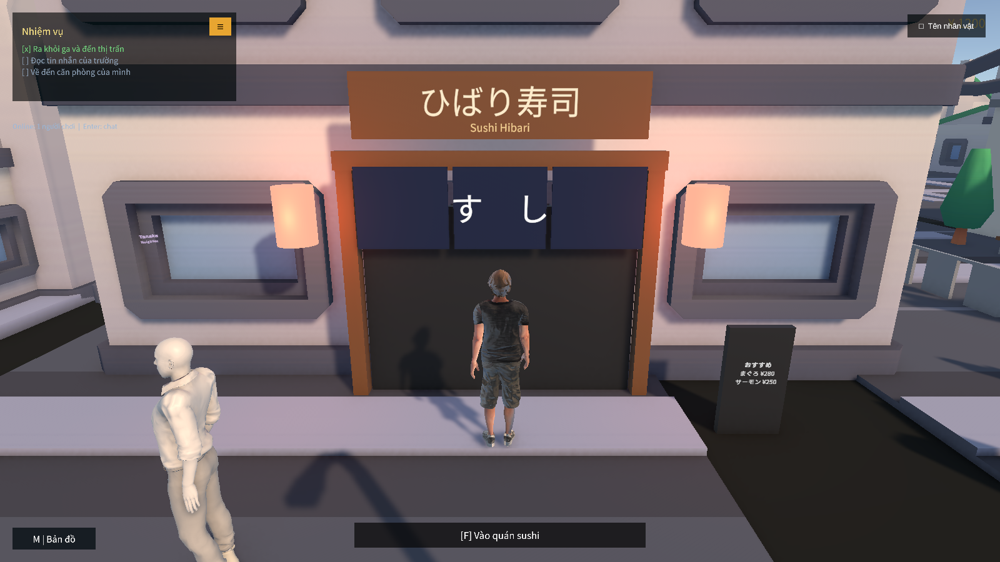 Nhiệm vụ
☰
[x] Ra khỏi ga và đến thị trấn
[ ] Đọc tin nhắn của trường
[ ] Về đến căn phòng của mình
Online: 1 người chơi | Enter: chat
□ Tên nhân vật
ひばり寿司
Sushi Hibari
す し
Tanaka
おすすめ
まぐろ ¥280
サーモン ¥250
[F] Vào quán sushi
M | Bản đồ